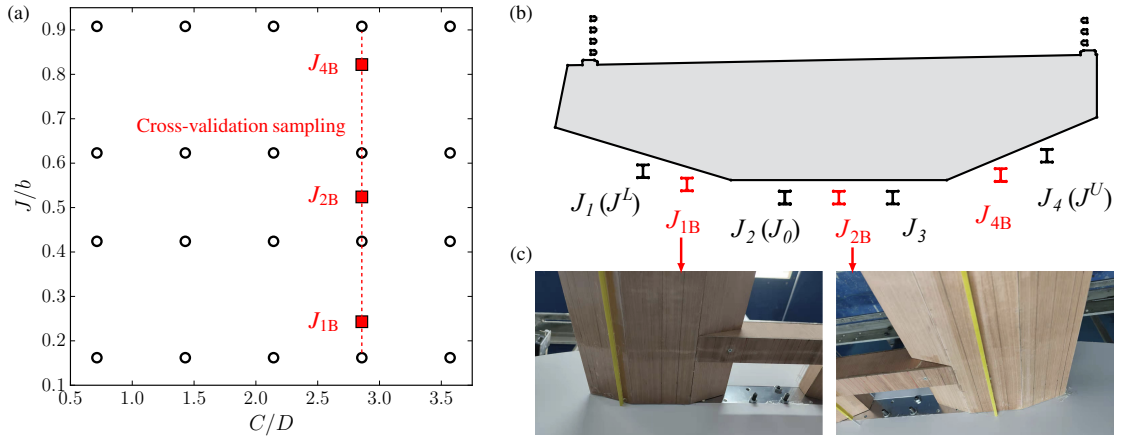 (a)
0.9
0.8
0.7
0.6
0.5
0.4
0.3
0.2
0.1
J/b
J4B
Cross-validation sampling
J2B
J1B
0.5 1.0 1.5 2.0 2.5 3.0 3.5
C/D
(b)
J1 (J^L)
J1B
J2 (J0)
J2B
J3
J4B
J4 (J^U)
(c)